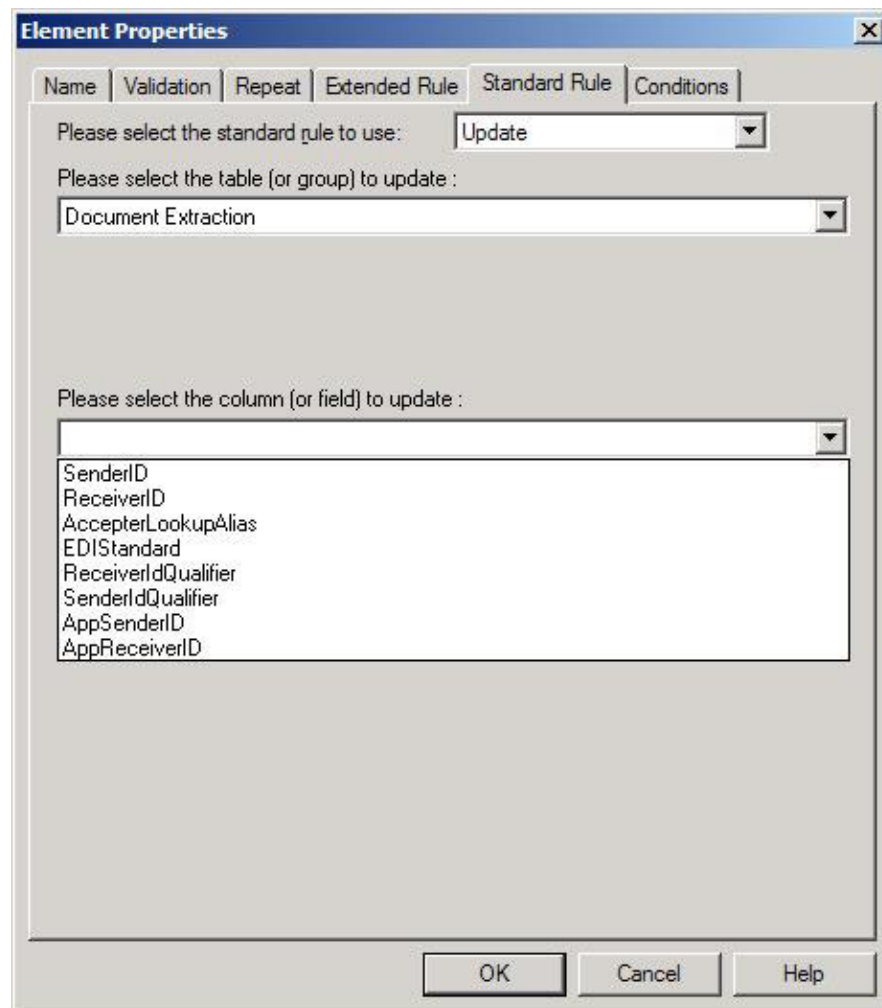 Element Properties
Name Validation Repeat Extended Rule Standard Rule Conditions
Please select the standard rule to use: Update
Please select the table (or group) to update :
Document Extraction
Please select the column (or field) to update :
SenderID
ReceiverID
AccepterLookupAlias
EDIStandard
ReceiverIdQualifier
SenderIdQualifier
AppSenderID
AppReceiverID
OK Cancel Help